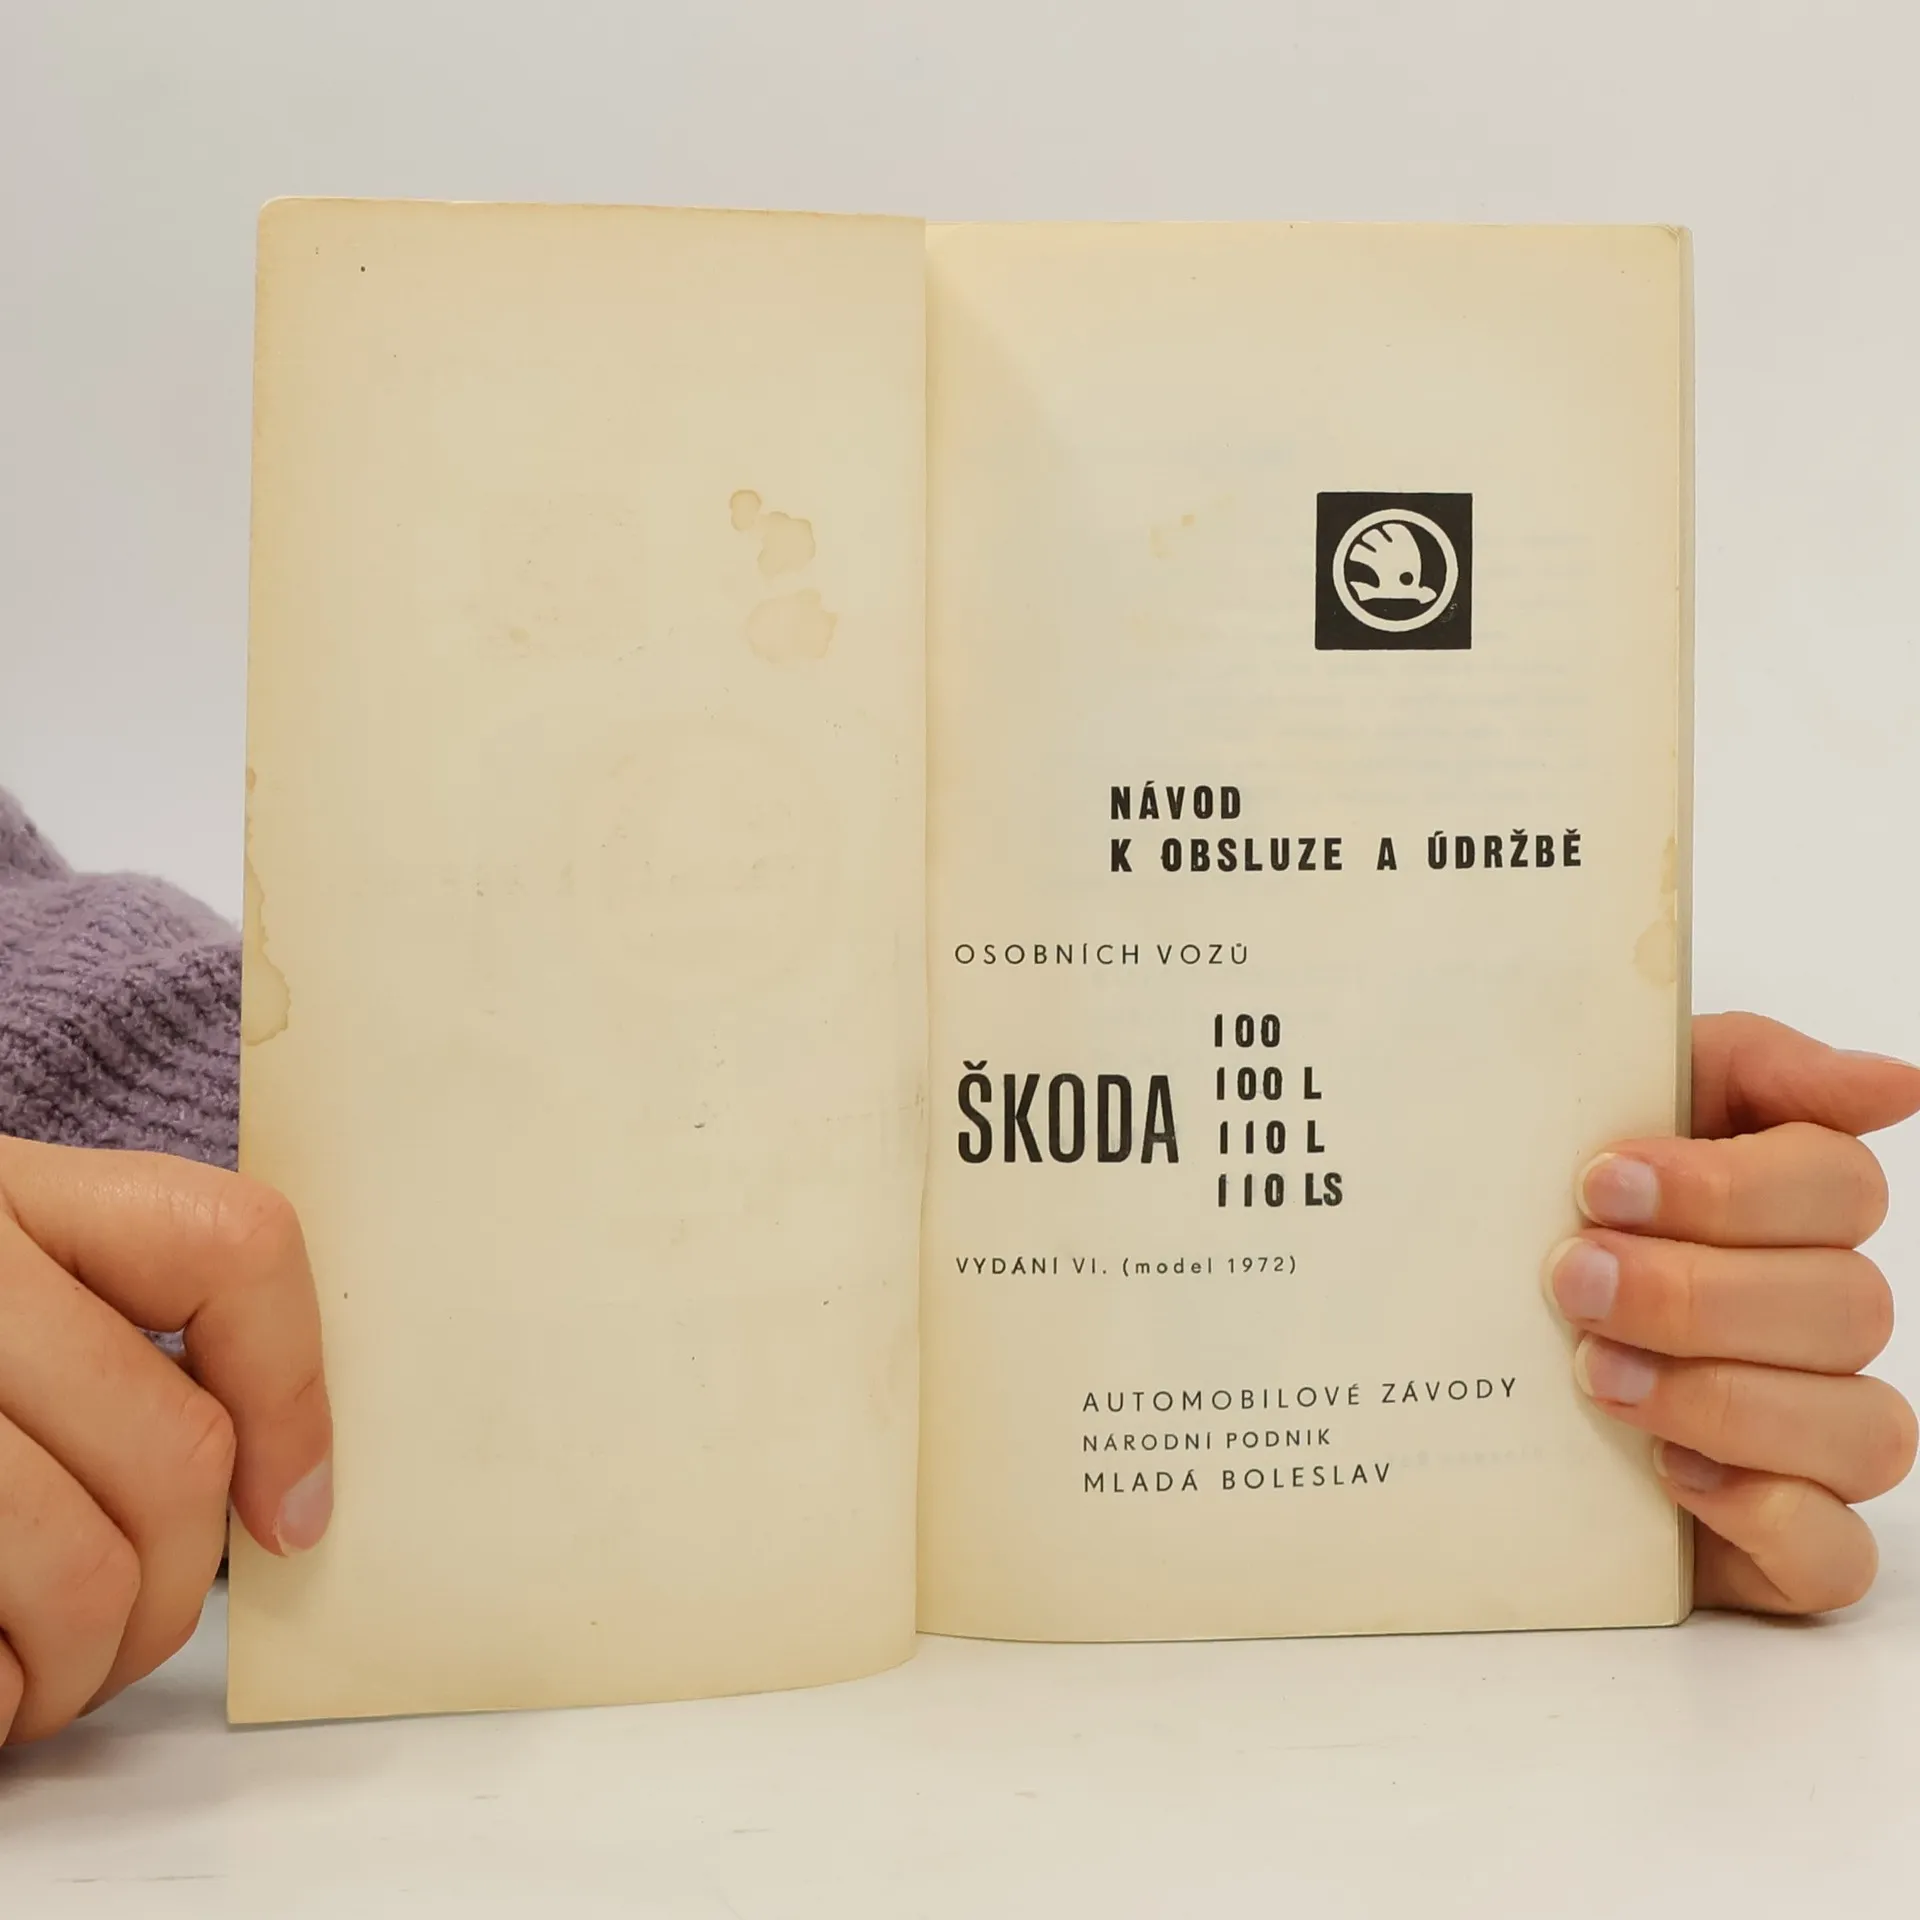 NÁVOD
K OBSLUZE A ÚDRŽBĚ
OSOBNÍCH VOZŮ
ŠKODA
100
100 L
110 L
110 LS
VYDÁNÍ VI. (model 1972)
AUTOMOBILOVÉ ZÁVODY
NÁRODNÍ PODNIK
MLADÁ BOLESLAV